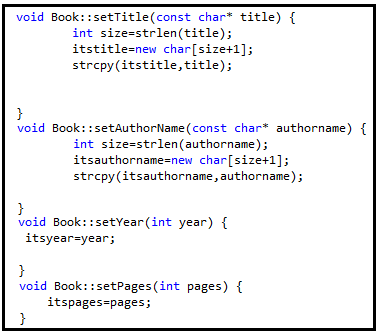 void Book::setTitle(const char* title) {
int size=strlen(title);
itstitle=new char[size+1];
strcpy(itstitle,title);
}
void Book::setAuthorName(const char* authorname) {
int size=strlen(authorname);
itsauthorname=new char[size+1];
strcpy(itsauthorname,authorname);
}
void Book::setYear(int year) {
itsyear=year;
}
void Book::setPages(int pages) {
itspages=pages;
}